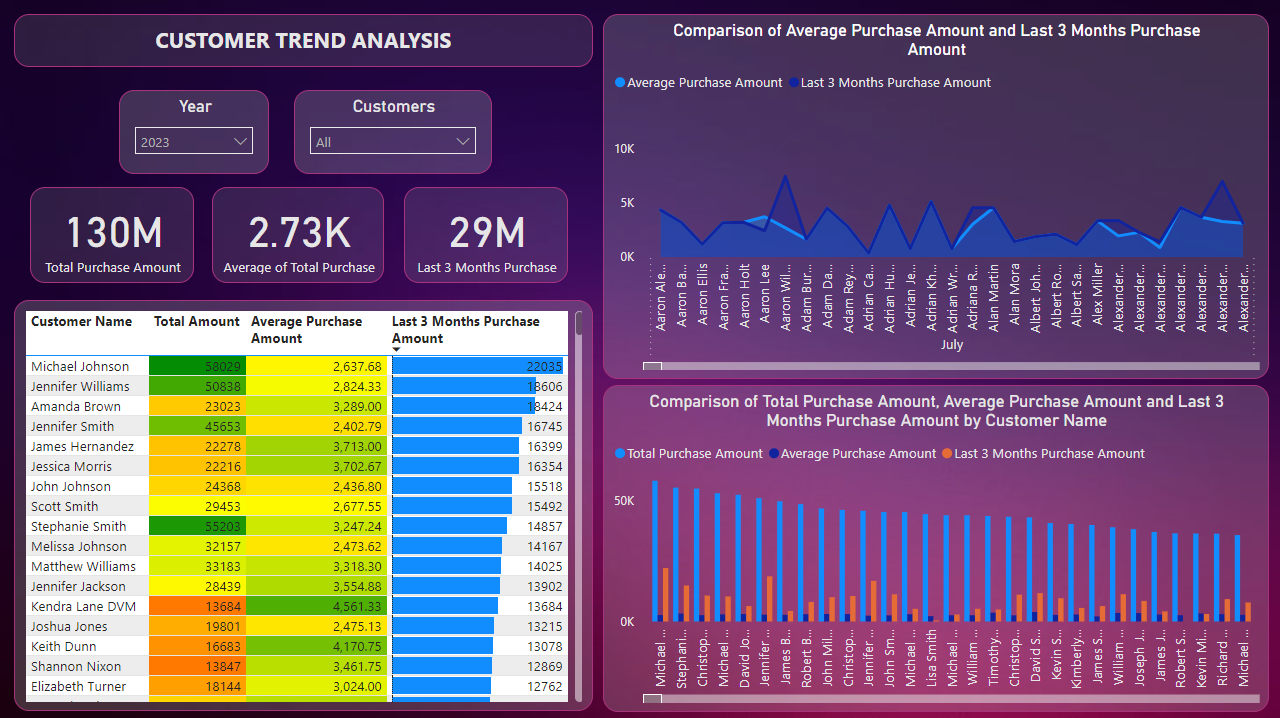 CUSTOMER TREND ANALYSIS
Year
2023
Customers
All
130M
Total Purchase Amount
2.73K
Average of Total Purchase
29M
Last 3 Months Purchase
Customer Name Total Amount Average Purchase Amount Last 3 Months Purchase Amount
Michael Johnson 58029 2,637.68 22035
Jennifer Williams 50838 2,824.33 18606
Amanda Brown 23023 3,289.00 18424
Jennifer Smith 45653 2,402.79 16745
James Hernandez 22278 3,713.00 16399
Jessica Morris 22216 3,702.67 16354
John Johnson 24368 2,436.80 15518
Scott Smith 29453 2,677.55 15492
Stephanie Smith 55203 3,247.24 14857
Melissa Johnson 32157 2,473.62 14167
Matthew Williams 33183 3,318.30 14025
Jennifer Jackson 28439 3,554.88 13902
Kendra Lane DVM 13684 4,561.33 13684
Joshua Jones 19801 2,475.13 13215
Keith Dunn 16683 4,170.75 13078
Shannon Nixon 13847 3,461.75 12869
Elizabeth Turner 18144 3,024.00 12762
Comparison of Average Purchase Amount and Last 3 Months Purchase
Amount
Average Purchase Amount Last 3 Months Purchase Amount
10K
5K
0K
Aaron Ale...
Aaron Ba...
Aaron Ellis
Aaron Fra...
Aaron Holt
Aaron Lee
Aaron Wil...
Adam Bur...
Adam Da...
Adam Rey...
Adrian Ca...
Adrian Hu...
Adrian Je...
Adrian Kh...
Adrian Wr...
Adriana R...
Alan Martin
Alan Mora
Albert Joh...
Albert Ro...
Albert Sa...
Alex Miller
Alexander...
Alexander...
Alexander...
Alexander...
Alexander...
Alexander...
Alexander...
July
Comparison of Total Purchase Amount, Average Purchase Amount and Last 3
Months Purchase Amount by Customer Name
Total Purchase Amount Average Purchase Amount Last 3 Months Purchase Amount
50K
0K
Michael ...
Stephani...
Christop...
Michael ...
David Jo...
Jennifer ...
James B...
Robert B...
John Mil...
Christop...
Jennifer ...
John Sm...
Michael ...
Lisa Smith
Michael ...
William ...
Timothy...
Christop...
David S...
Kevin S...
Kimberly...
James S...
William ...
Joseph J...
James J...
Robert S...
Kevin Mi...
Richard ...
Michael ...